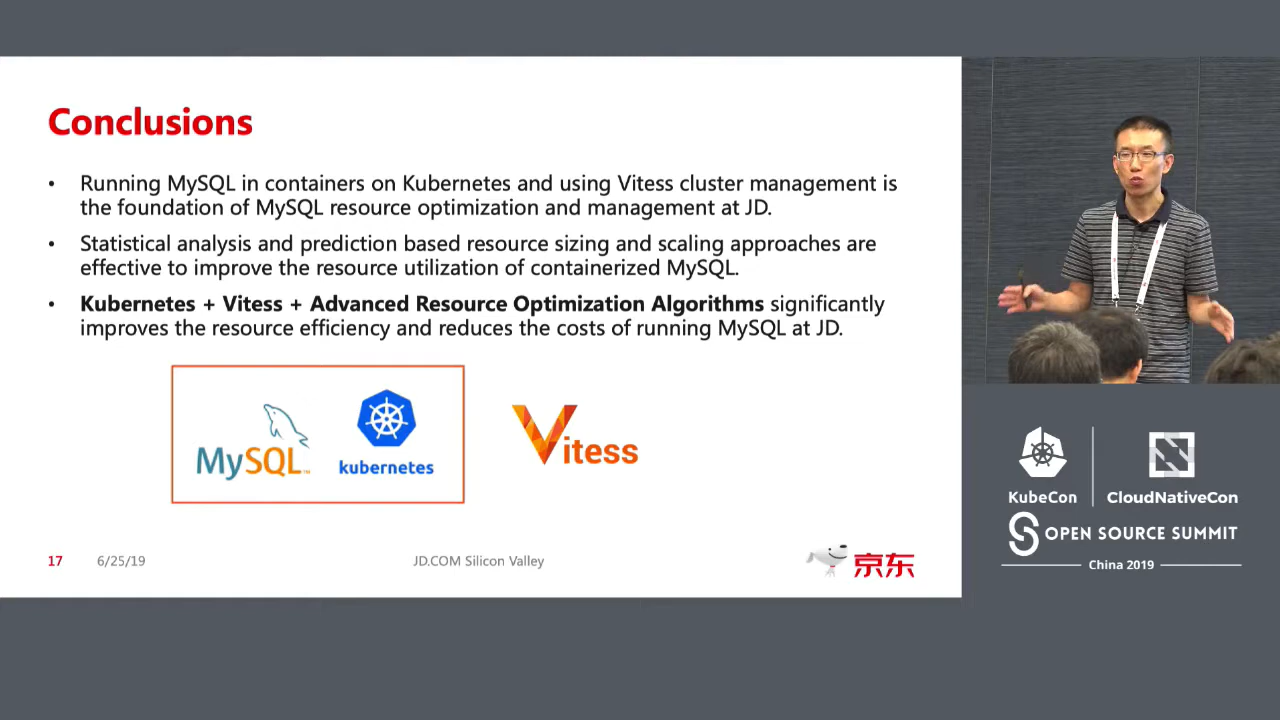 Conclusions
• Running MySQL in containers on Kubernetes and using Vitess cluster management is
the foundation of MySQL resource optimization and management at JD.
• Statistical analysis and prediction based resource sizing and scaling approaches are
effective to improve the resource utilization of containerized MySQL.
• Kubernetes + Vitess + Advanced Resource Optimization Algorithms significantly
improves the resource efficiency and reduces the costs of running MySQL at JD.
MySQL™
kubernetes
Vitess
17 6/25/19 JD.COM Silicon Valley 京东
KubeCon CloudNativeCon
OPEN SOURCE SUMMIT
China 2019